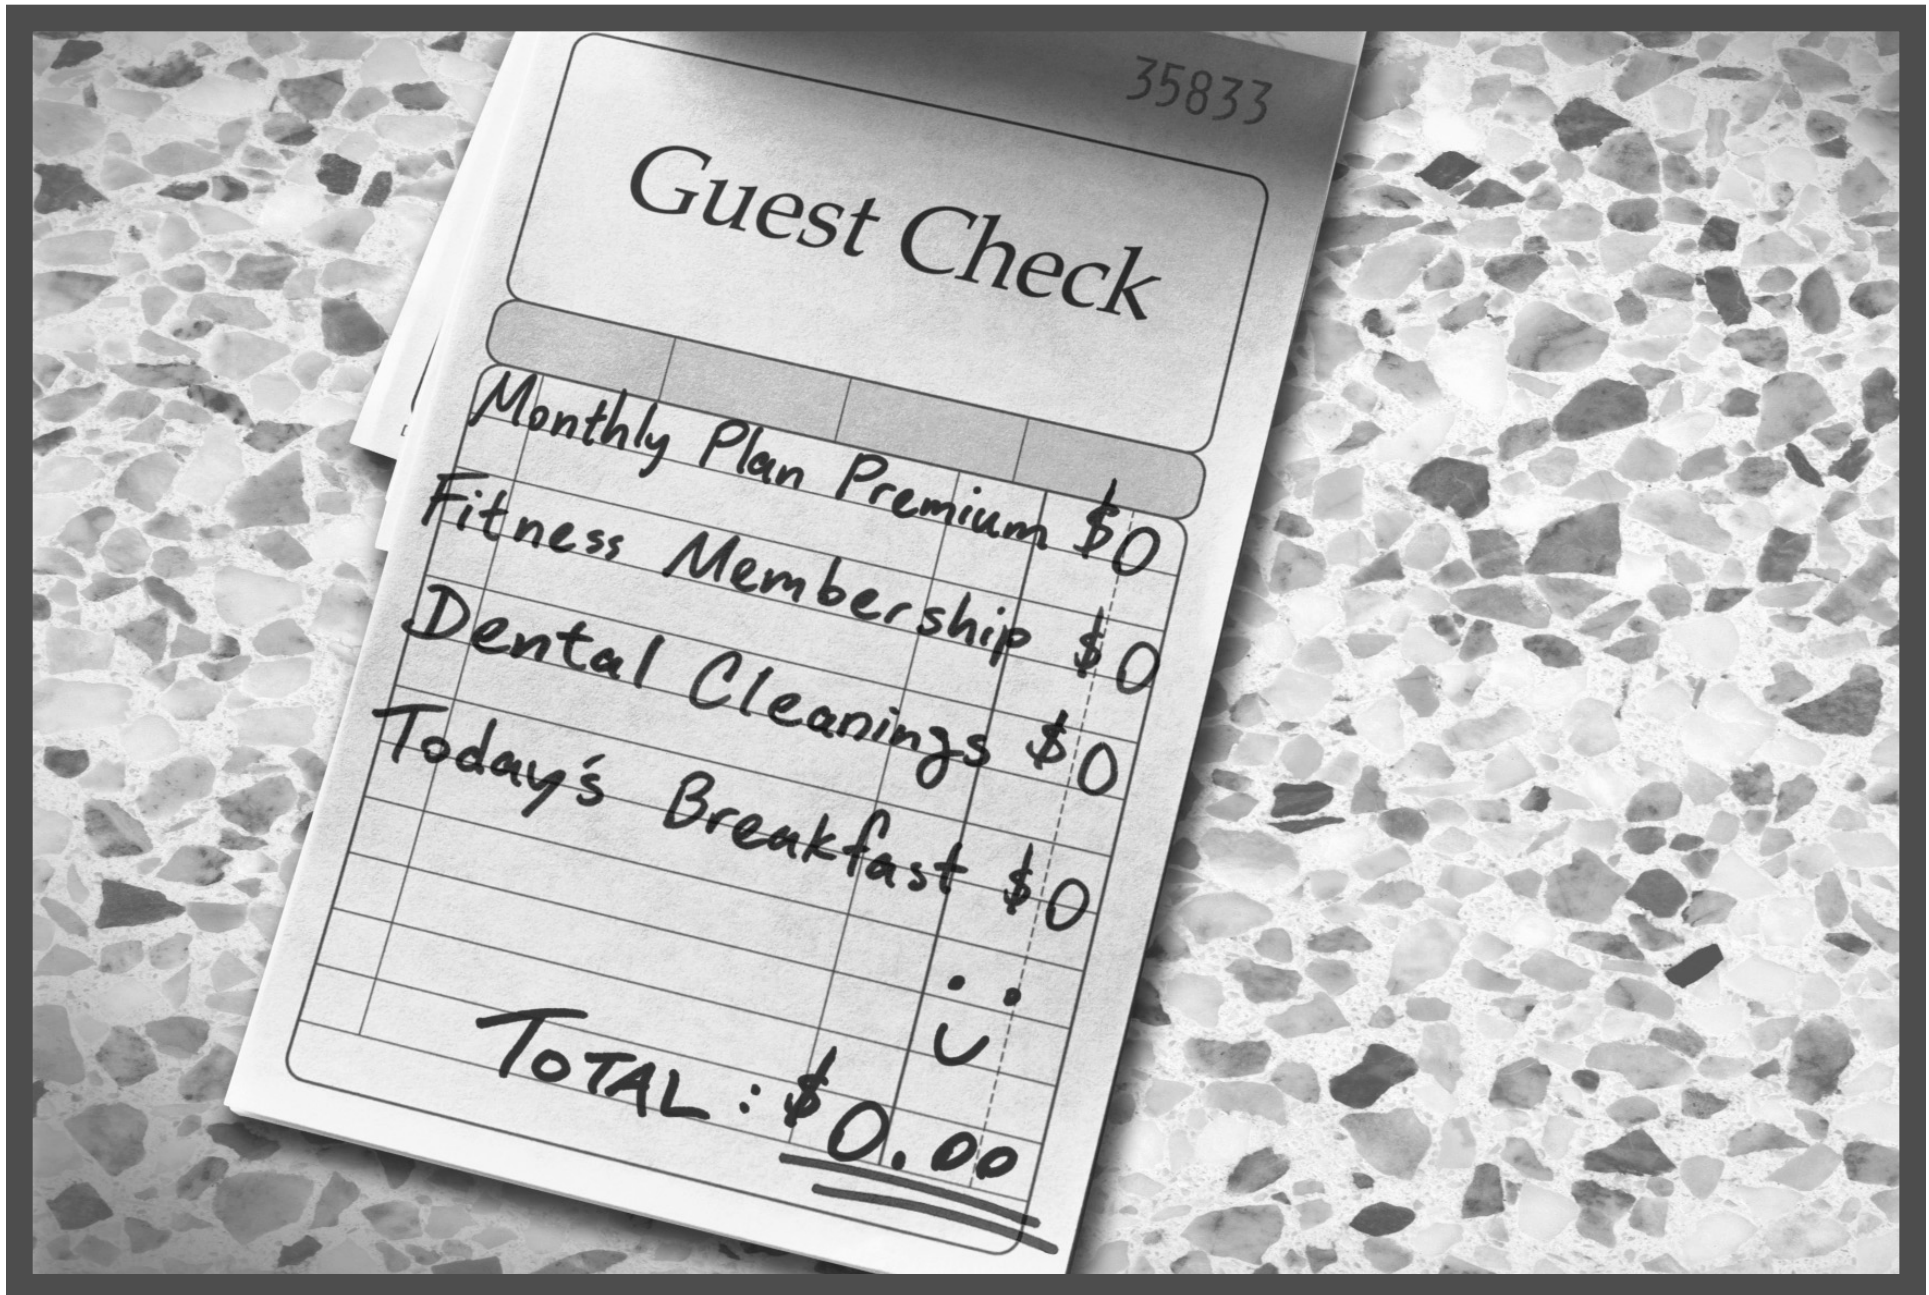 35833
Guest Check
Monthly Plan Premium $0
Fitness Membership $0
Dental Cleanings $0
Today's Breakfast $0
TOTAL: $0.00